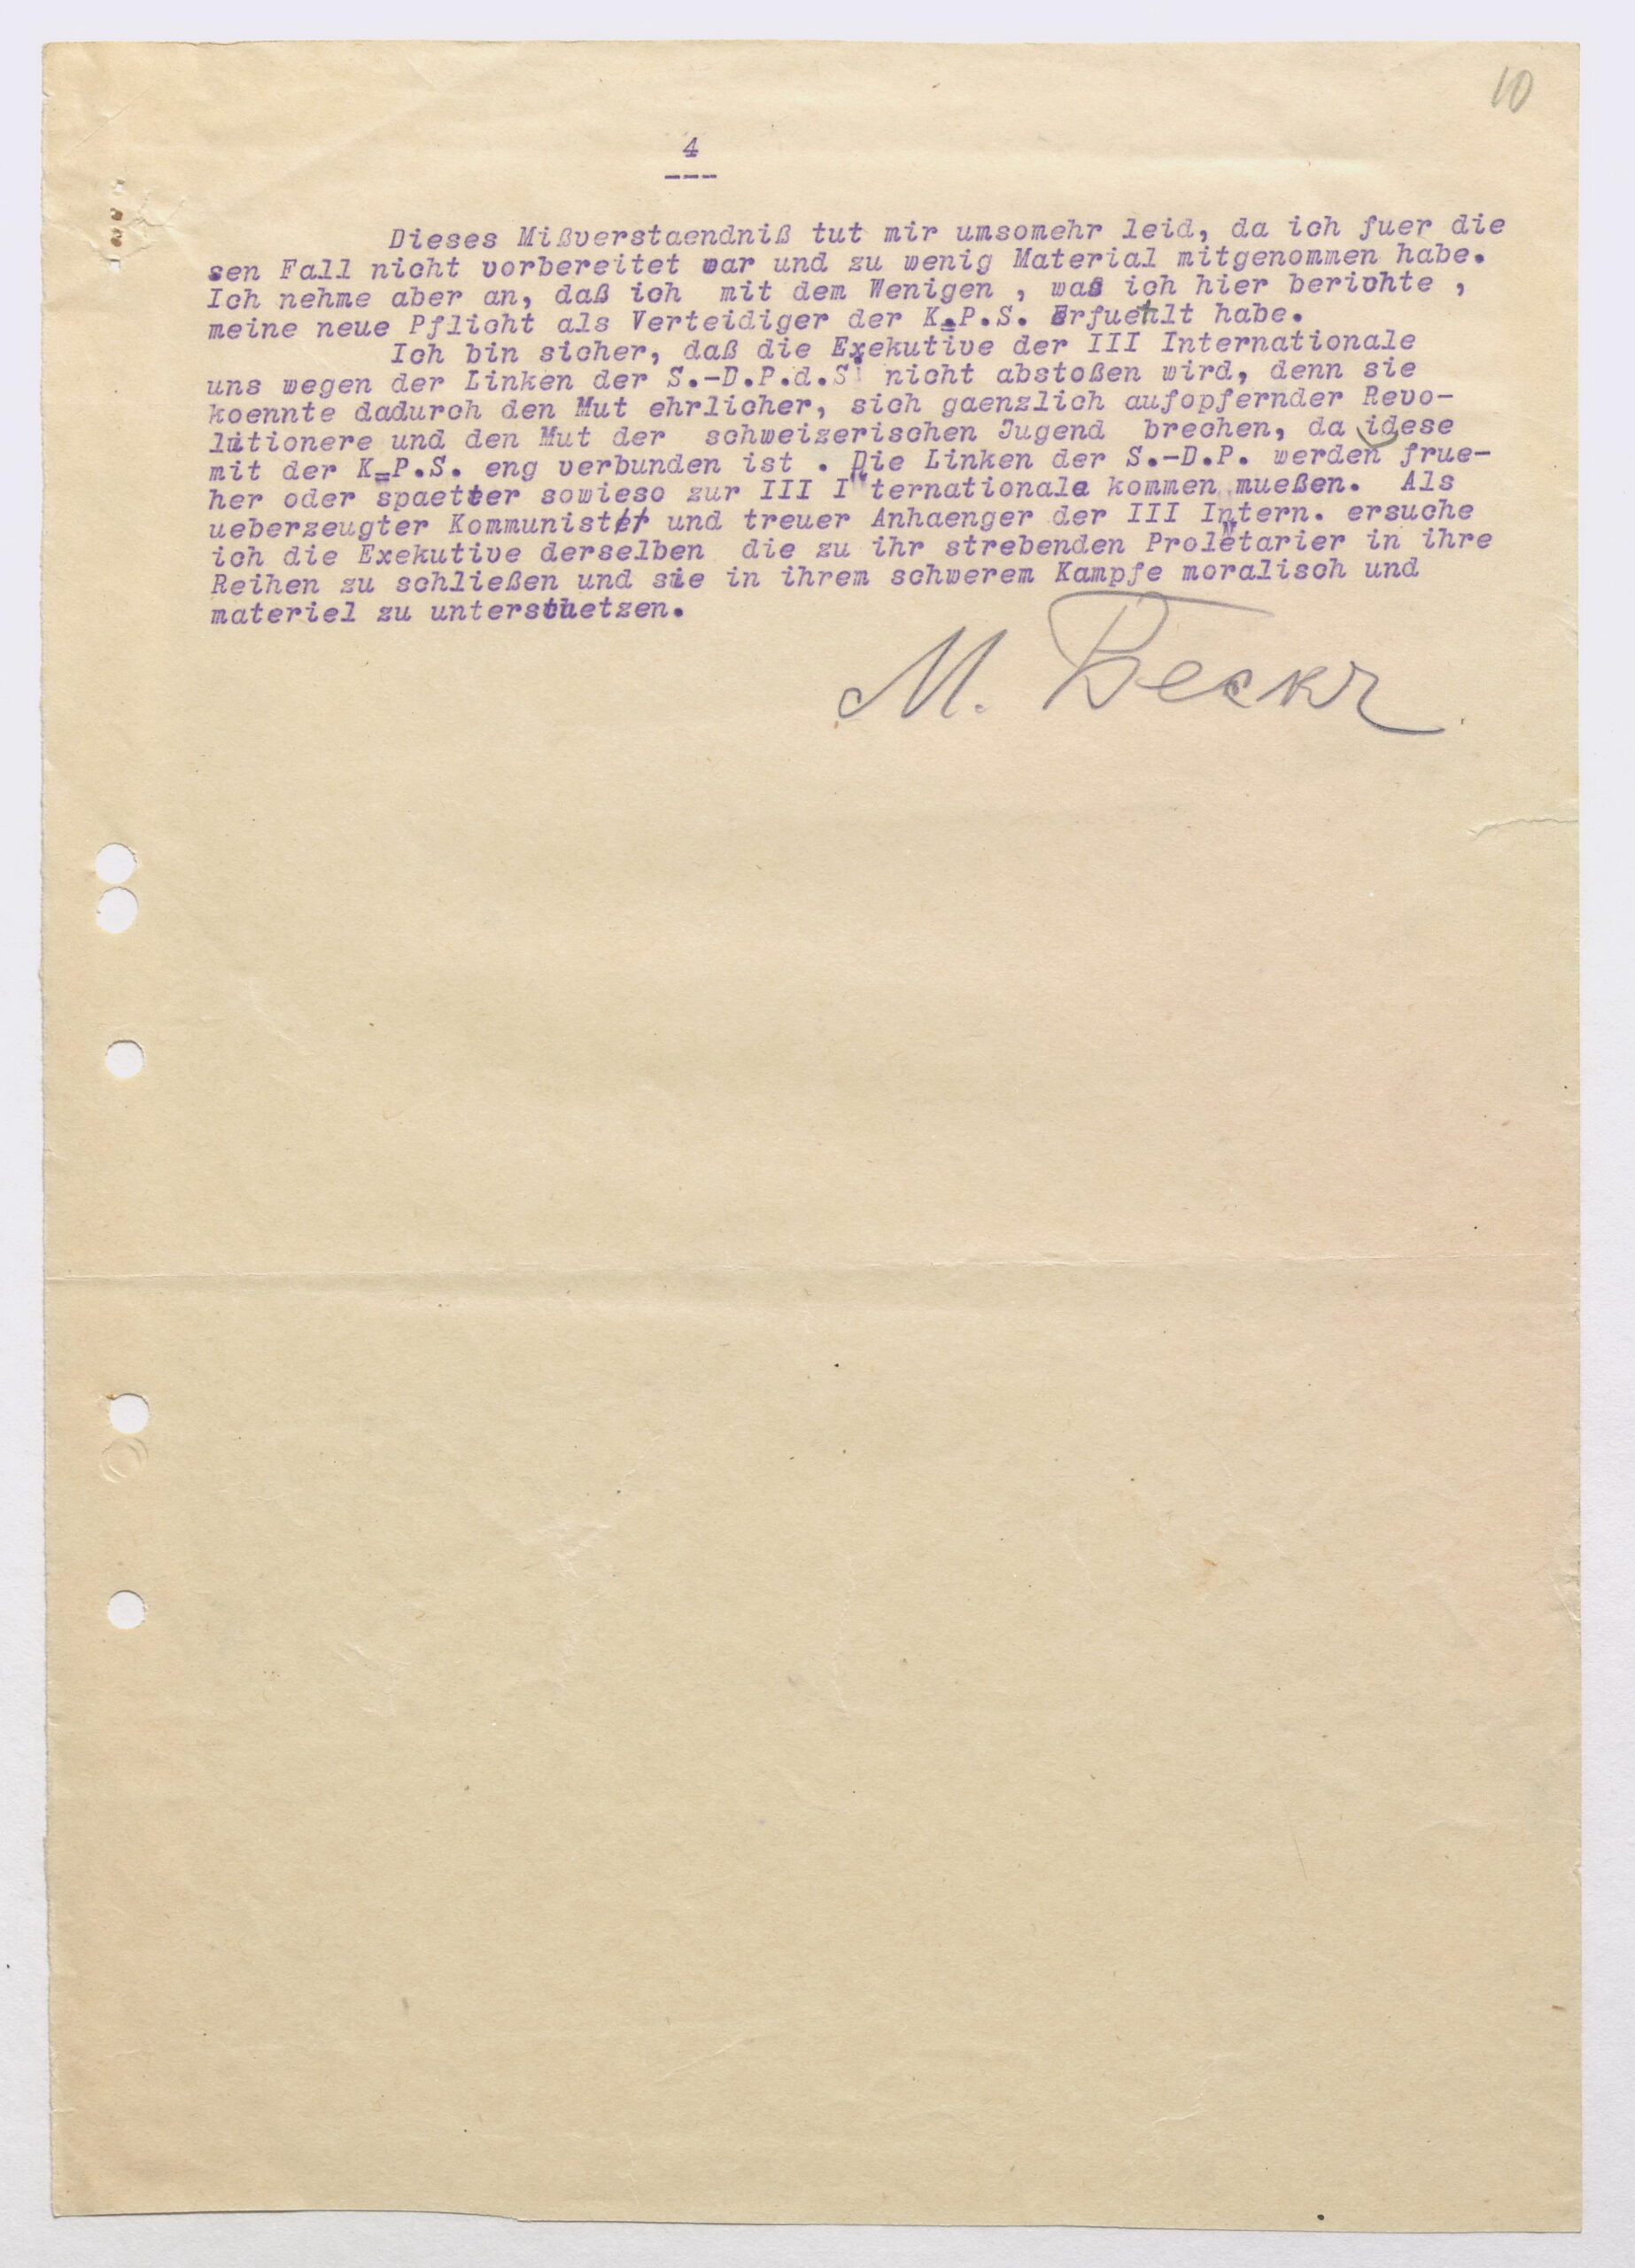 10
4
---
Dieses Mißverstaendniß tut mir umsomehr leid, da ich fuer die
sen Fall nicht vorbereitet war und zu wenig Material mitgenommen habe.
Ich nehme aber an, daß ich mit dem Wenigen , was ich hier berichte ,
meine neue Pflicht als Verteidiger der K.P.S. Erfuehlt habe.
Ich bin sicher, daß die Exekutive der III Internationale
uns wegen der Linken der S.-D.P.d.S. nicht abstoßen wird, denn sie
koennte dadurch den Mut ehrlicher, sich gaenzlich aufopfernder Revo-
lutionere und den Mut der schweizerischen Jugend brechen, da idese
mit der K.P.S. eng verbunden ist . Die Linken der S.-D.P. werden frue-
her oder spaetter sowieso zur III I"ternationale kommen mueßen. Als
ueberzeugter Kommunist und treuer Anhaenger der III Intern. ersuche
ich die Exekutive derselben die zu ihr strebenden Proletarier in ihre
Reihen zu schließen und sie in ihrem schwerem Kampfe moralisch und
materiel zu unterstuetzen.
M.